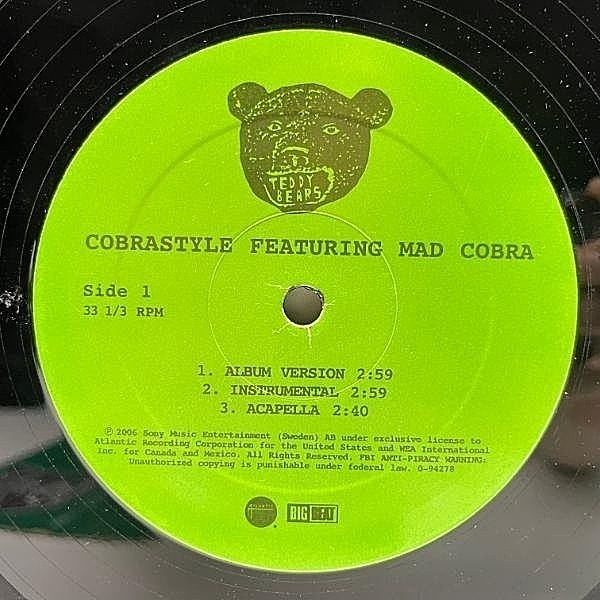 TEDDY
BEARS
COBRASTYLE FEATURING MAD COBRA
Side 1
33 1/3 RPM
1. ALBUM VERSION 2:59
2. INSTRUMENTAL 2:59
3. ACAPELLA 2:40
℗ 2006 Sony Music Entertainment (Sweden) AB under exclusive license to
Atlantic Recording Corporation for the United States and WEA International
Inc. for Canada and Mexico. All Rights Reserved. FBI ANTI-PIRACY WARNING:
Unauthorized copying is punishable under federal law. 0-94278
ATLANTIC
BIG BEAT